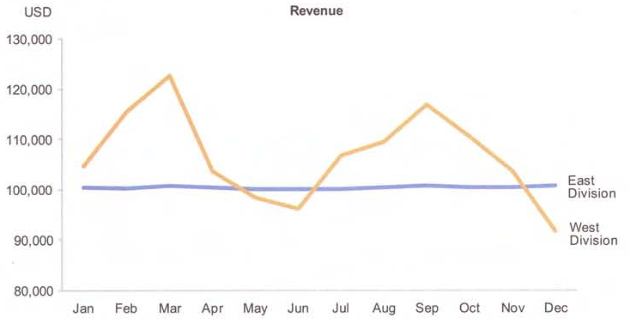 USD
Revenue
130,000
120,000
110,000
100,000
90,000
80,000
East
Division
West
Division
Jan Feb Mar Apr May Jun Jul Aug Sep Oct Nov Dec